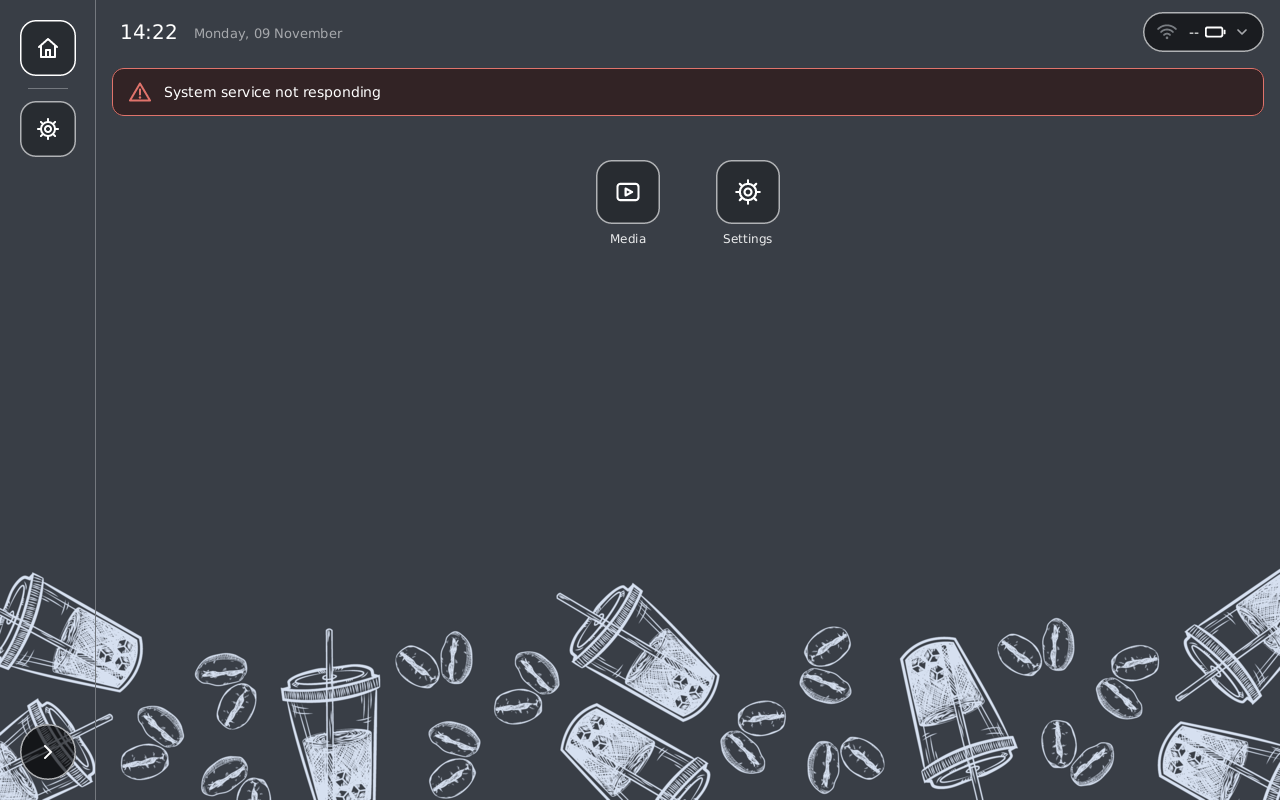 14:22
Monday, 09 November
--
System service not responding
Media
Settings